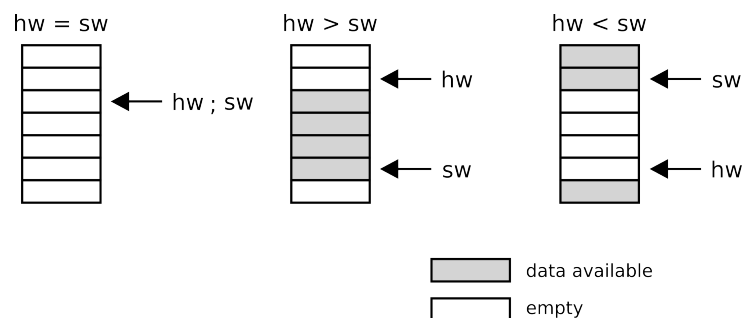 hw = sw
hw ; sw
hw > sw
hw
sw
hw < sw
sw
hw
data available
empty